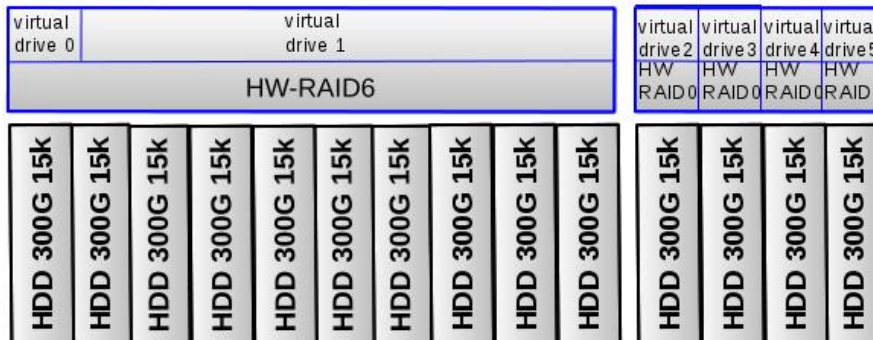 virtual
drive 0
virtual
drive 1
HW-RAID6
virtual
drive2
virtual
drive3
virtual
drive4
virtua
drive5
HW
RAID0
HW
RAID0
HW
RAID0
HW
RAID
HDD 300G 15k
HDD 300G 15k
HDD 300G 15k
HDD 300G 15k
HDD 300G 15k
HDD 300G 15k
HDD 300G 15k
HDD 300G 15k
HDD 300G 15k
HDD 300G 15k
HDD 300G 15k
HDD 300G 15k
HDD 300G 15k
HDD 300G 15k